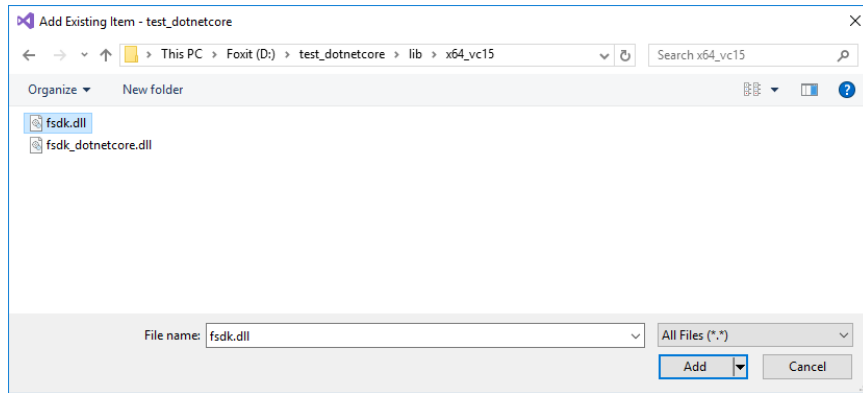 Add Existing Item - test_dotnetcore
This PC > Foxit (D:) > test_dotnetcore > lib > x64_vc15
Search x64_vc15
Organize
New folder
?
fsdk.dll
fsdk_dotnetcore.dll
File name: fsdk.dll
All Files (*.*)
Add
Cancel